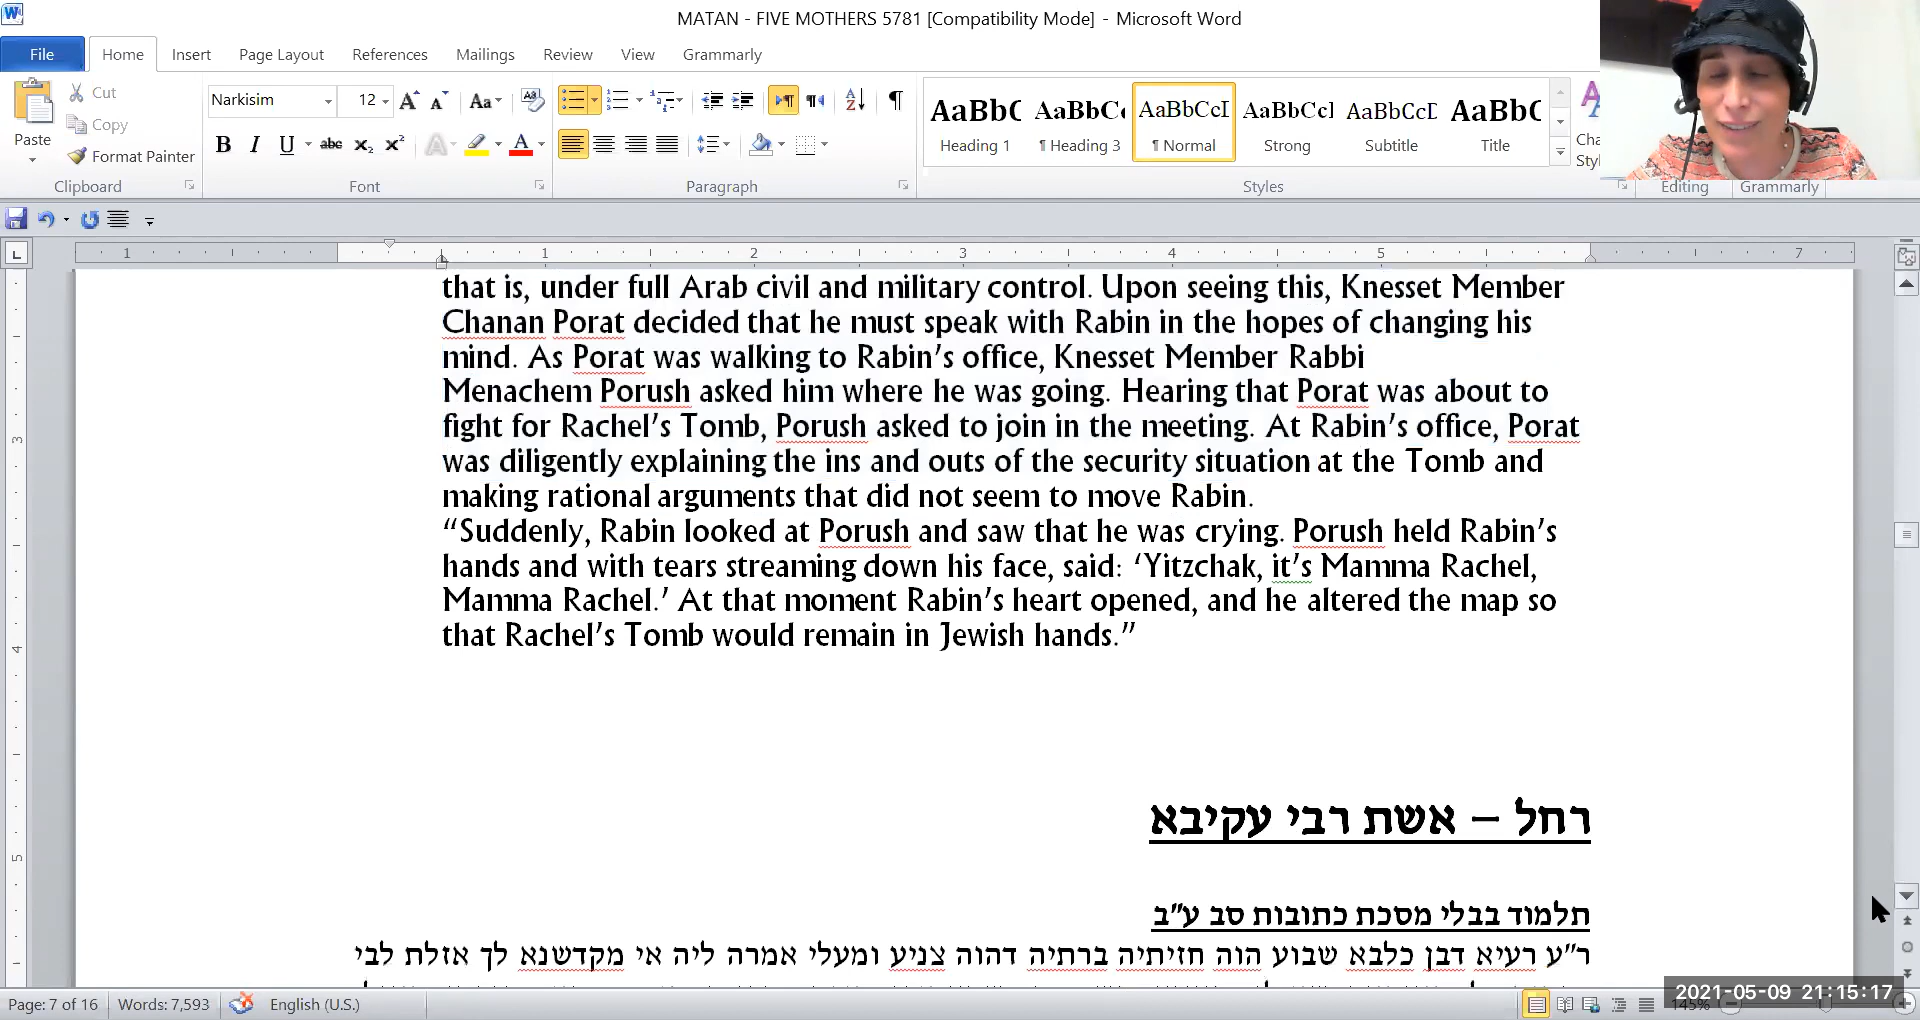 MATAN - FIVE MOTHERS 5781 [Compatibility Mode] - Microsoft Word
File Home Insert Page Layout References Mailings Review View Grammarly
Narkisim 12
Paste
Cut
Copy
Format Painter
AaBbC AaBbCc AaBbCcD AaBbCcI AaBbCcD AaBbC
Heading 1 ¶ Heading 3 ¶ Normal Strong Subtitle Title
Clipboard Font Paragraph Styles Editing Grammarly
1 1 2 3 4 5 7
that is, under full Arab civil and military control. Upon seeing this, Knesset Member
Chanan Porat decided that he must speak with Rabin in the hopes of changing his
mind. As Porat was walking to Rabin’s office, Knesset Member Rabbi
Menachem Porush asked him where he was going. Hearing that Porat was about to
fight for Rachel’s Tomb, Porush asked to join in the meeting. At Rabin’s office, Porat
was diligently explaining the ins and outs of the security situation at the Tomb and
making rational arguments that did not seem to move Rabin.
“Suddenly, Rabin looked at Porush and saw that he was crying. Porush held Rabin’s
hands and with tears streaming down his face, said: ‘Yitzchak, it’s Mamma Rachel,
Mamma Rachel.’ At that moment Rabin’s heart opened, and he altered the map so
that Rachel’s Tomb would remain in Jewish hands.”
רחל – אשת רבי עקיבא
תלמוד בבלי מסכת כתובות סב ע"ב
ר"ע רעיא דבן כלבא שבוע הוה חזיתיה ברתיה דהוה צניע ומעלי אמרה ליה אי מקדשנא לך אזלת לבי
Page: 7 of 16 Words: 7,593 English (U.S.) 145%
2021-05-09 21:15:17